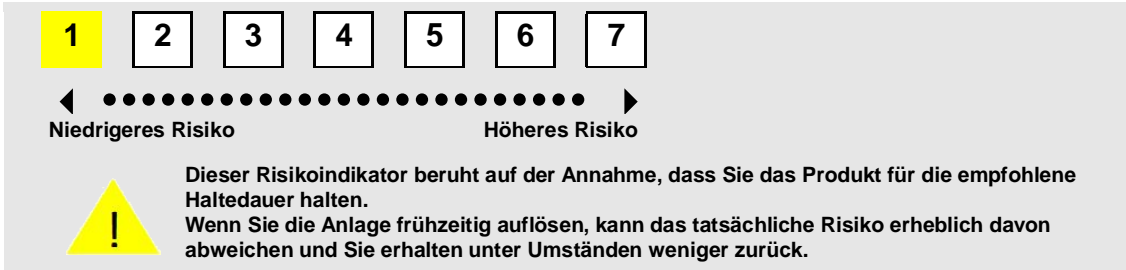 1 2 3 4 5 6 7
Niedrigeres Risiko Höheres Risiko
!
Dieser Risikoindikator beruht auf der Annahme, dass Sie das Produkt für die empfohlene
Haltedauer halten.
Wenn Sie die Anlage frühzeitig auflösen, kann das tatsächliche Risiko erheblich davon
abweichen und Sie erhalten unter Umständen weniger zurück.